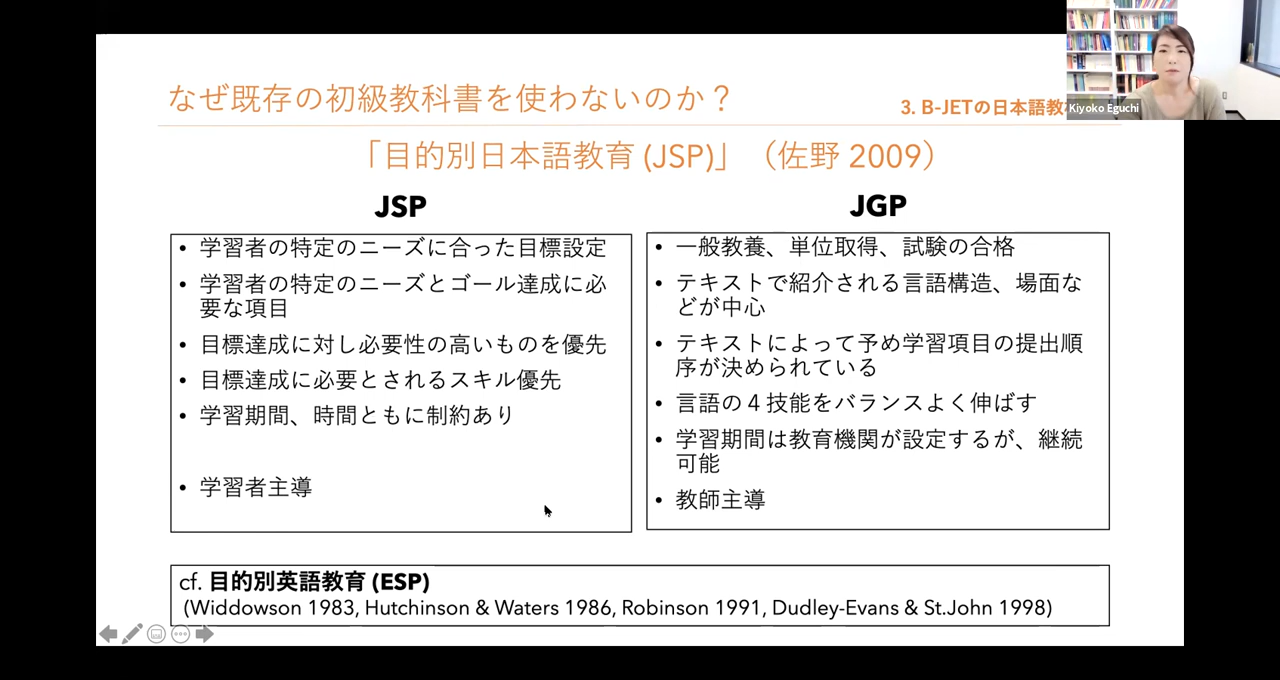 なぜ既存の初級教科書を使わないのか？
3. B-JETの日本語教
Kiyoko Eguchi
「目的別日本語教育 (JSP)」（佐野 2009）
JSP
• 学習者の特定のニーズに合った目標設定
• 学習者の特定のニーズとゴール達成に必
要な項目
• 目標達成に対し必要性の高いものを優先
• 目標達成に必要とされるスキル優先
• 学習期間、時間ともに制約あり
• 学習者主導
JGP
• 一般教養、単位取得、試験の合格
• テキストで紹介される言語構造、場面な
どが中心
• テキストによって予め学習項目の提出順
序が決められている
• 言語の４技能をバランスよく伸ばす
• 学習期間は教育機関が設定するが、継続
可能
• 教師主導
cf. 目的別英語教育 (ESP)
(Widdowson 1983, Hutchinson & Waters 1986, Robinson 1991, Dudley-Evans & St.John 1998)